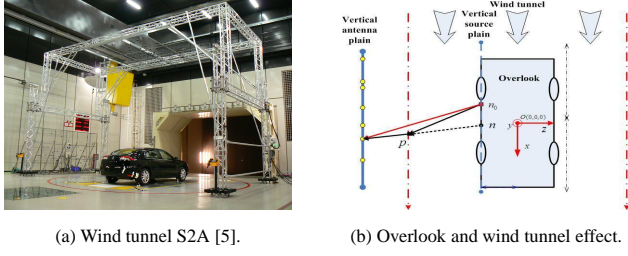 Wind tunnel
Vertical
antenna
plain
Vertical
source
plain
Overlook
n₀
n
p
O(0,0,0)
y
z
x
(a) Wind tunnel S2A [5].
(b) Overlook and wind tunnel effect.